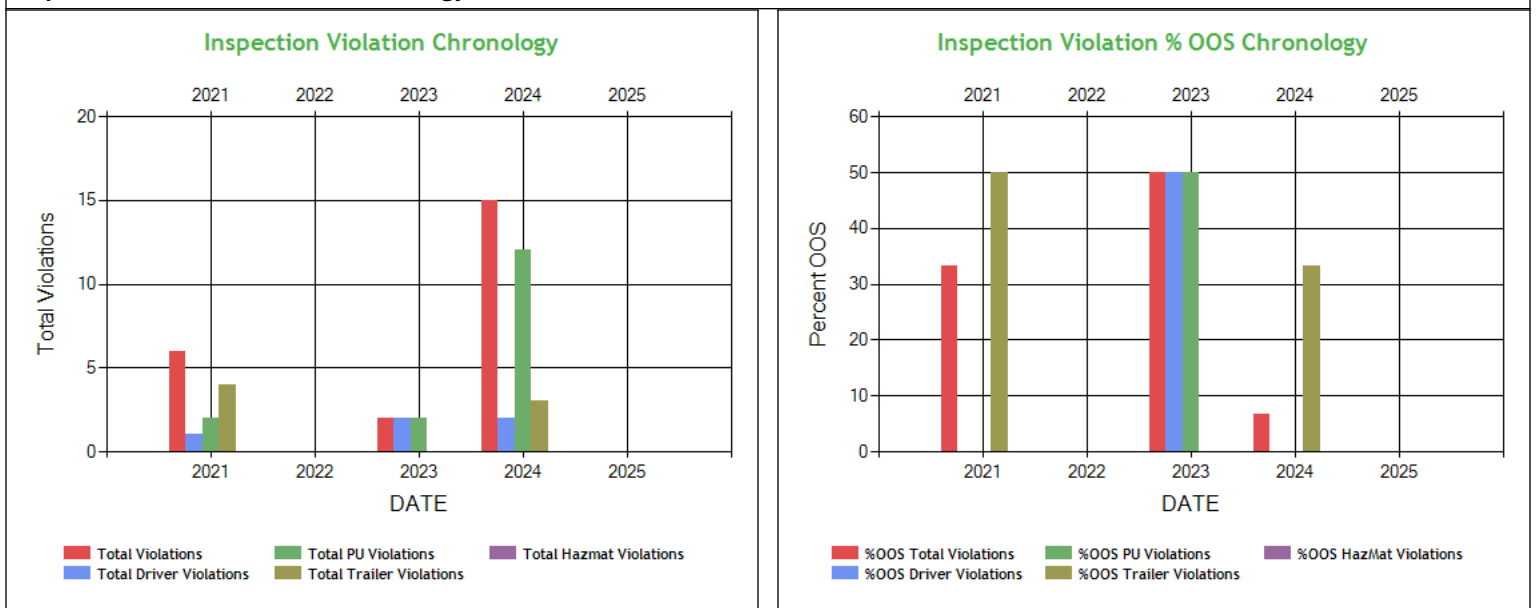 Inspection Violation Chronology
2021 2022 2023 2024 2025
20
15
10
5
0
Total Violations
2021 2022 2023 2024 2025
DATE
Total Violations Total PU Violations Total Hazmat Violations
Total Driver Violations Total Trailer Violations
Inspection Violation % OOS Chronology
2021 2022 2023 2024 2025
60
50
40
30
20
10
0
Percent OOS
2021 2022 2023 2024 2025
DATE
%OOS Total Violations %OOS PU Violations %OOS HazMat Violations
%OOS Driver Violations %OOS Trailer Violations